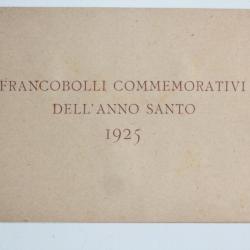 FRANCOBOLLI COMMEMORATIVI
DELL'ANNO SANTO
1925